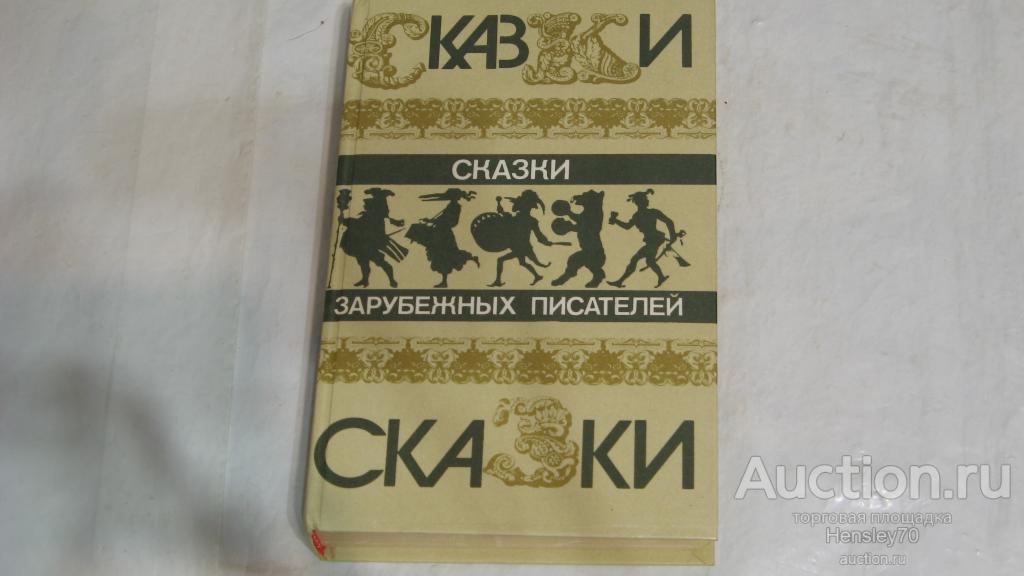 СКАЗКИ
СКАЗКИ
ЗАРУБЕЖНЫХ ПИСАТЕЛЕЙ
СКАЗКИ
Auction.ru
торговая площадка
Hensley70
auction.ru